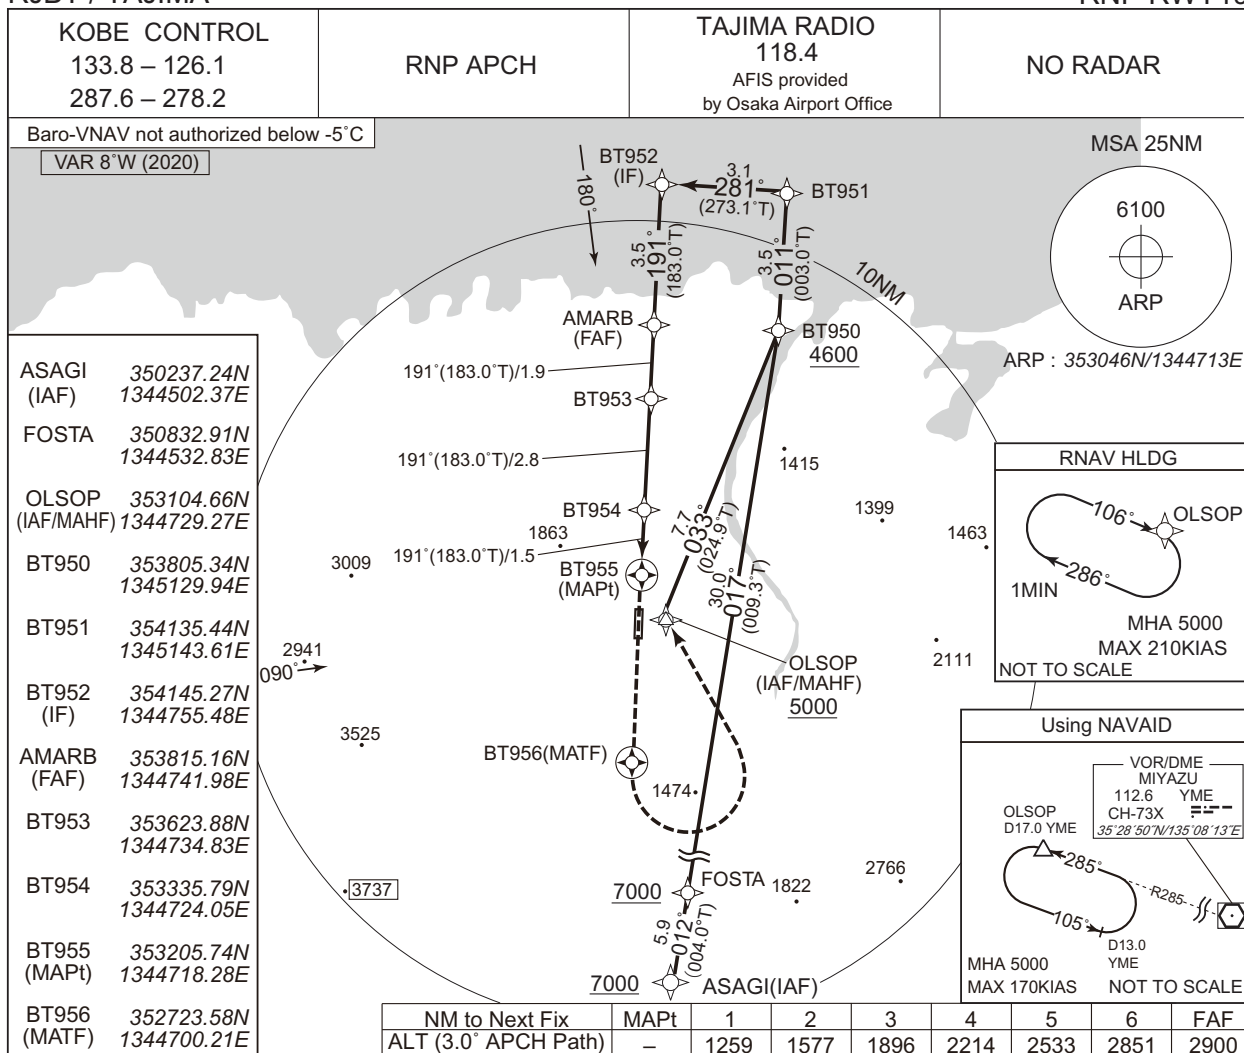 KOBE CONTROL
133.8 – 126.1
287.6 – 278.2
RNP APCH
TAJIMA RADIO
118.4
AFIS provided
by Osaka Airport Office
NO RADAR
Baro-VNAV not authorized below -5˚C
VAR 8˚W (2020)
MSA 25NM
6100
ARP
ARP : 353046N/1344713E
180˚
BT952
(IF)
3.1
281˚
(273.1˚T)
BT951
3.5
191˚
(183.0˚T)
3.5
011˚
(003.0˚T)
10NM
AMARB
(FAF)
BT950
4600
191˚(183.0˚T)/1.9
BT953
191˚(183.0˚T)/2.8
1415
BT954
1399
1463
1863
191˚(183.0˚T)/1.5
3009
BT955
(MAPt)
7.7
033˚
(024.9˚T)
30.0
017˚
(009.3˚T)
2941
090˚
OLSOP
(IAF/MAHF)
5000
2111
3525
BT956(MATF)
1474
3737
7000
FOSTA
1822
2766
5.9
012˚
(004.0˚T)
7000
ASAGI(IAF)
ASAGI
(IAF)
350237.24N
1344502.37E
FOSTA
350832.91N
1344532.83E
OLSOP
(IAF/MAHF)
353104.66N
1344729.27E
BT950
353805.34N
1345129.94E
BT951
354135.44N
1345143.61E
BT952
(IF)
354145.27N
1344755.48E
AMARB
(FAF)
353815.16N
1344741.98E
BT953
353623.88N
1344734.83E
BT954
353335.79N
1344724.05E
BT955
(MAPt)
353205.74N
1344718.28E
BT956
(MATF)
352723.58N
1344700.21E
RNAV HLDG
106˚
OLSOP
286˚
1MIN
MHA 5000
MAX 210KIAS
NOT TO SCALE
Using NAVAID
VOR/DME
MIYAZU
112.6 YME
CH-73X
35˚28´50˝N/135˚08´13˝E
OLSOP
D17.0 YME
285˚
R285
105˚
D13.0
YME
MHA 5000
MAX 170KIAS
NOT TO SCALE
NM to Next Fix MAPt 1 2 3 4 5 6 FAF
ALT (3.0˚ APCH Path) – 1259 1577 1896 2214 2533 2851 2900